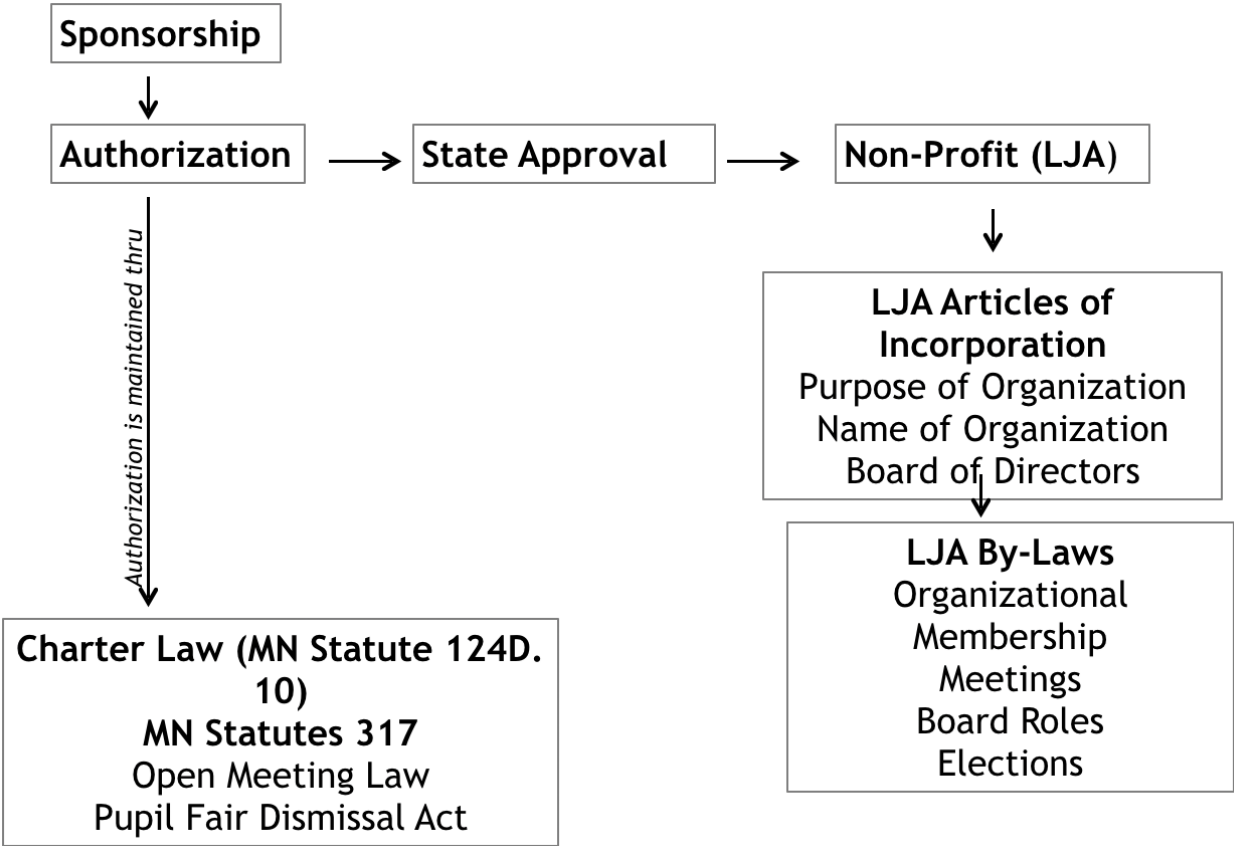 Sponsorship
Authorization
State Approval
Non-Profit (LJA)
Authorization is maintained thru
LJA Articles of
Incorporation
Purpose of Organization
Name of Organization
Board of Directors
LJA By-Laws
Organizational
Membership
Meetings
Board Roles
Elections
Charter Law (MN Statute 124D.
10)
MN Statutes 317
Open Meeting Law
Pupil Fair Dismissal Act